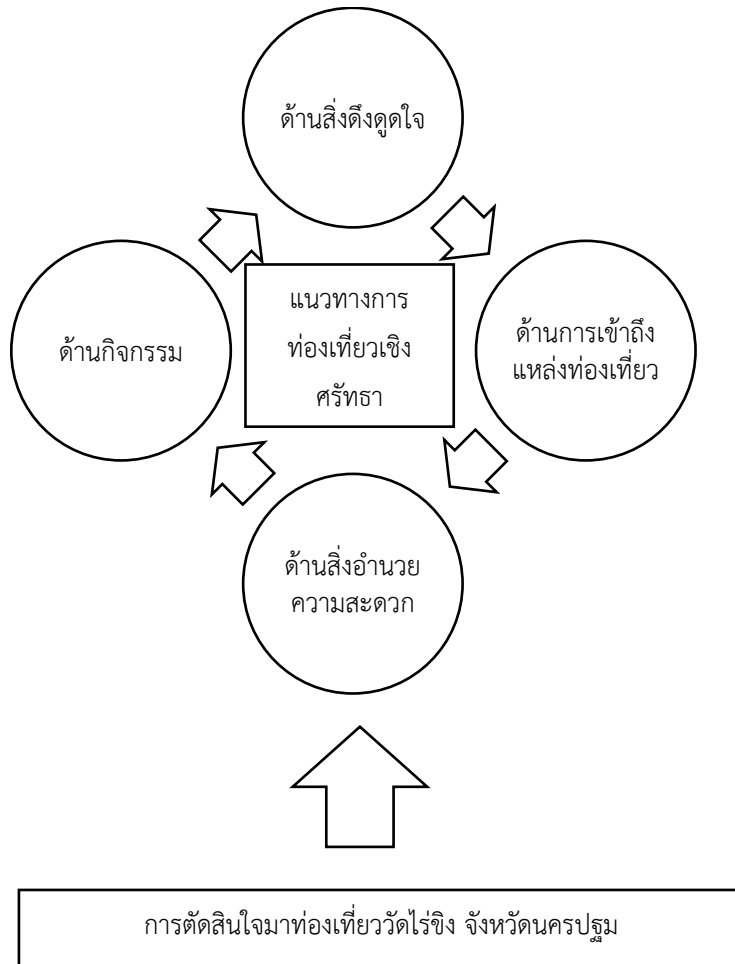 ด้านสิ่งดึงดูดใจ
แนวทางการ
ท่องเที่ยวเชิง
ศรัทธา
ด้านกิจกรรม
ด้านการเข้าถึง
แหล่งท่องเที่ยว
ด้านสิ่งอำนวย
ความสะดวก
การตัดสินใจมาท่องเที่ยววัดไร่ขิง จังหวัดนครปฐม